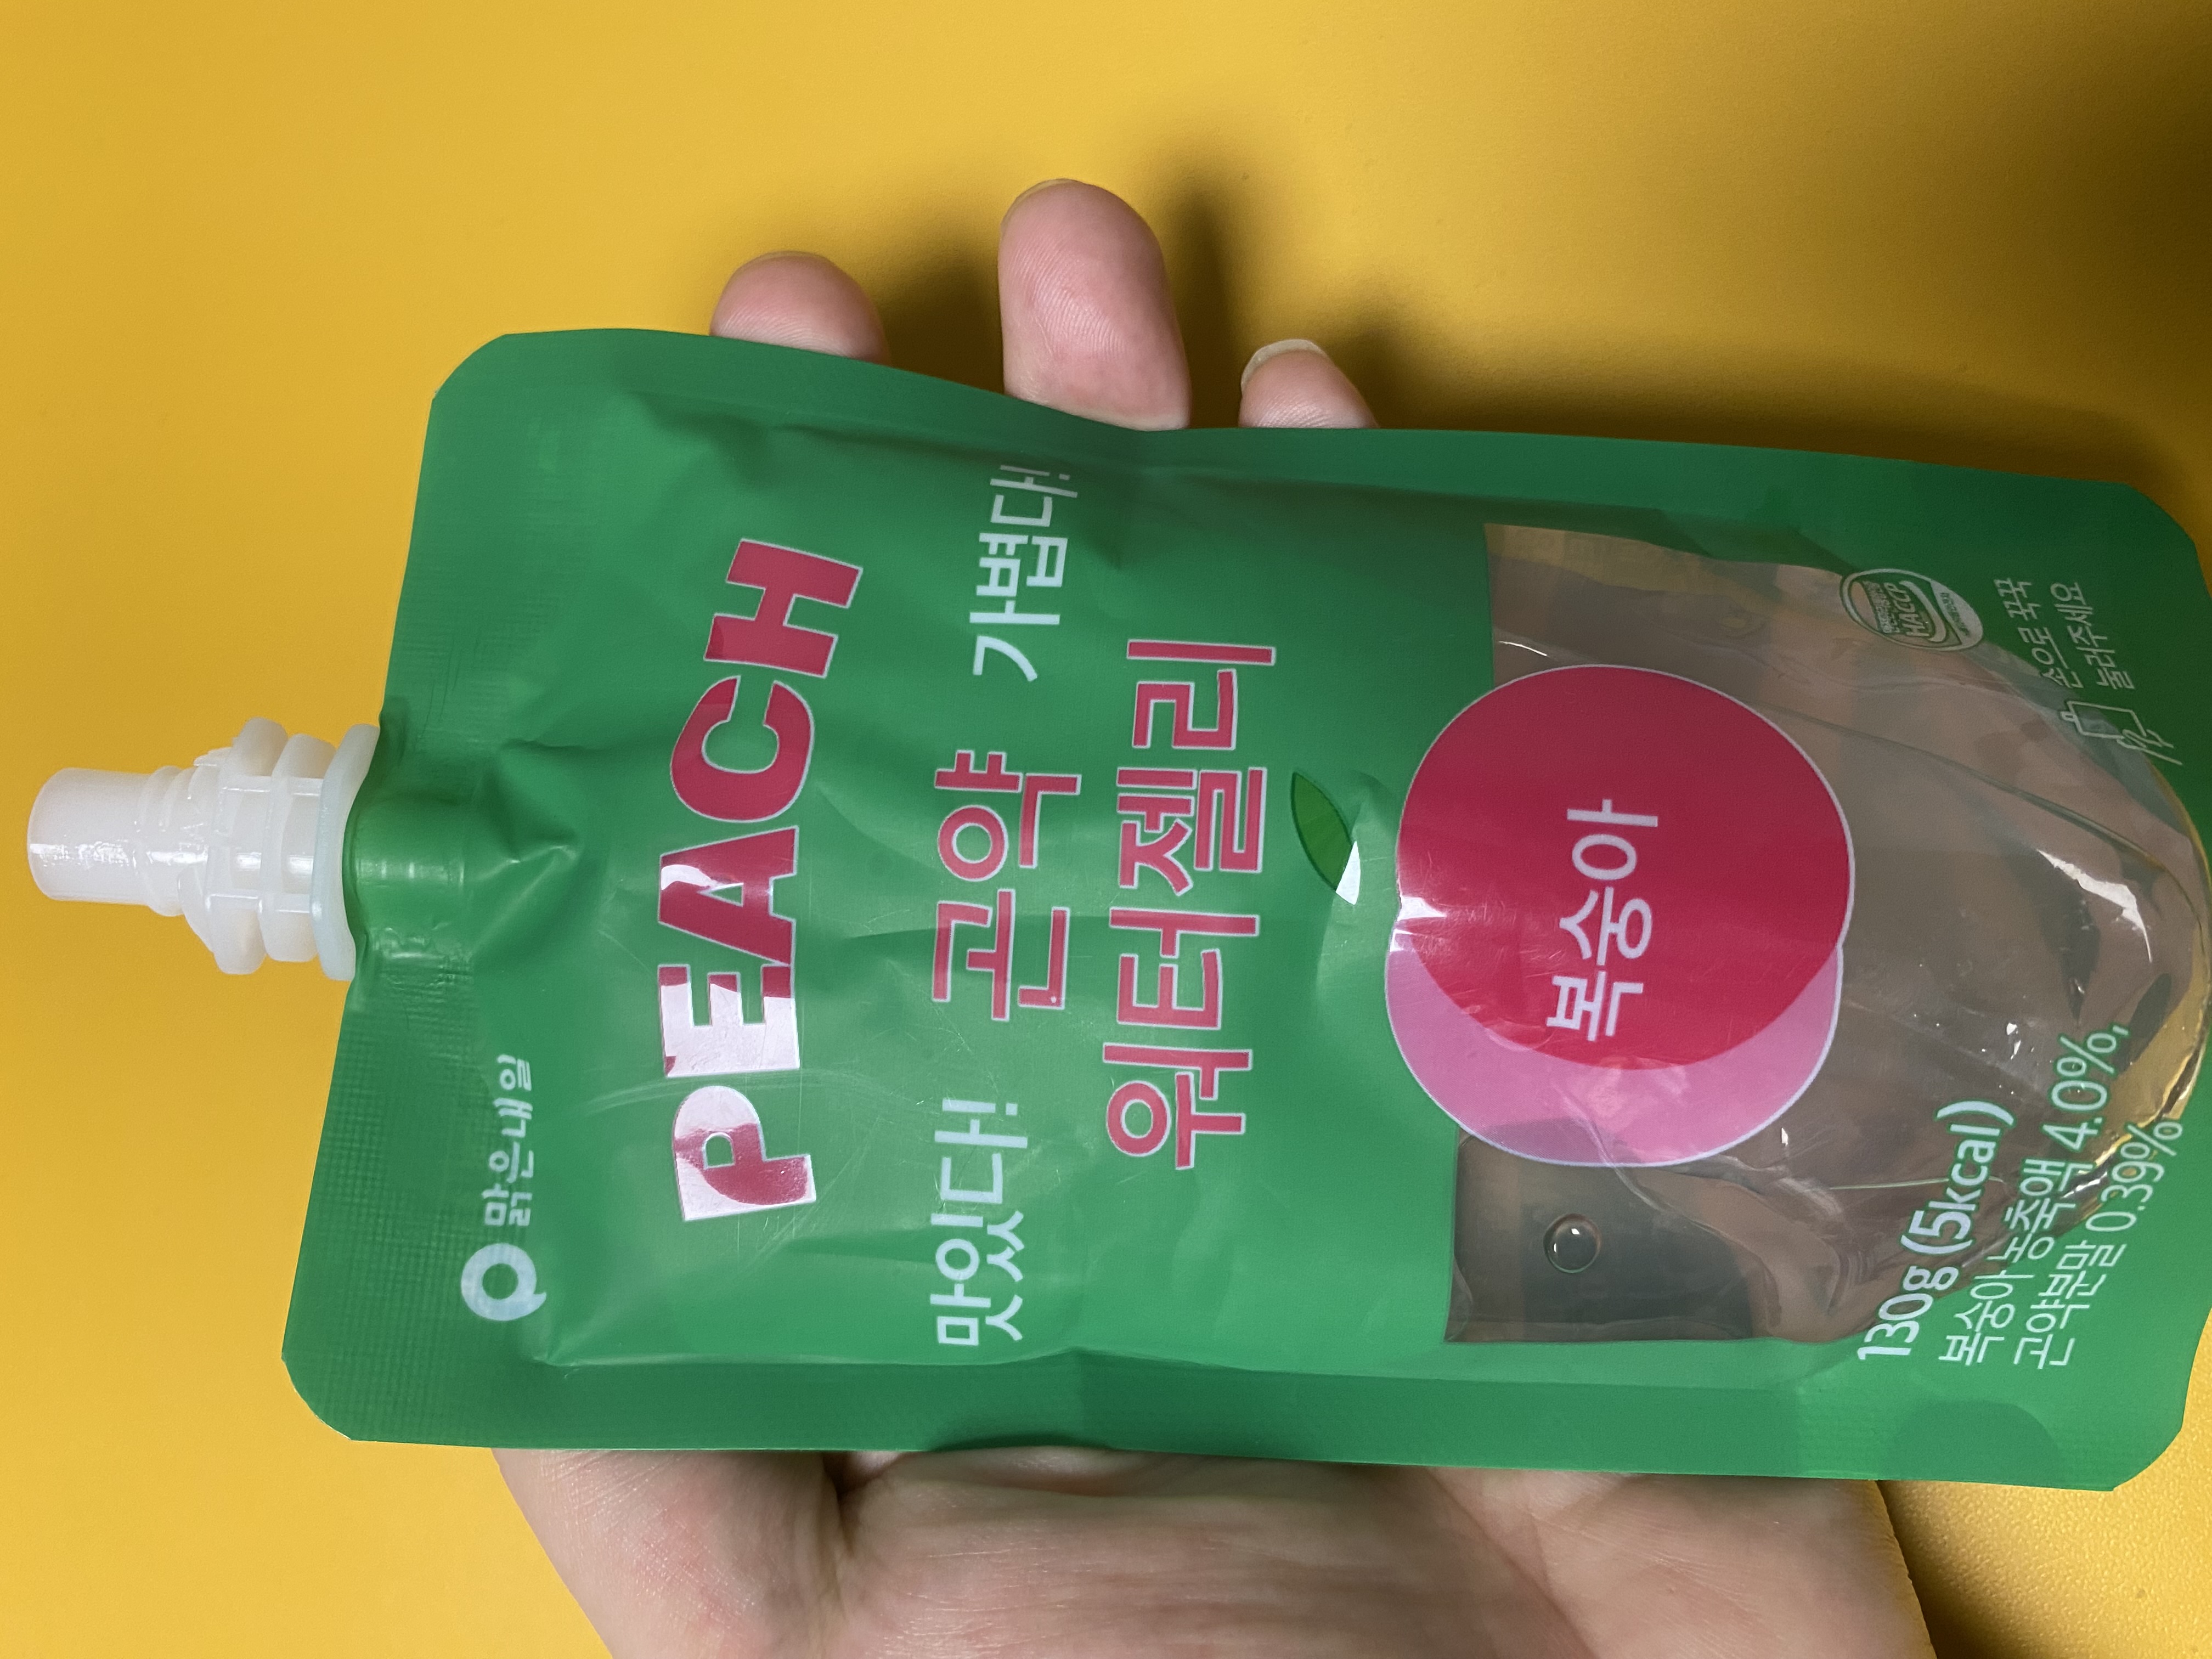 맑은내일
PEACH
맛있다! 곤약 가볍다!
워터젤리
복숭아
130g (5kcal)
복숭아농축액 4.0%,
곤약분말 0.39%
HACCP
손으로 꾹꾹
눌러주세요